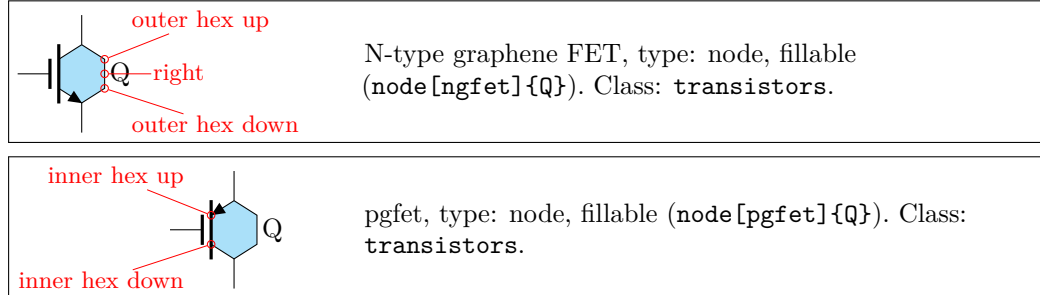 outer hex up
Q
right
outer hex down
N-type graphene FET, type: node, fillable
(node[ngfet]{Q}). Class: transistors.
inner hex up
Q
inner hex down
pgfet, type: node, fillable (node[pgfet]{Q}). Class:
transistors.